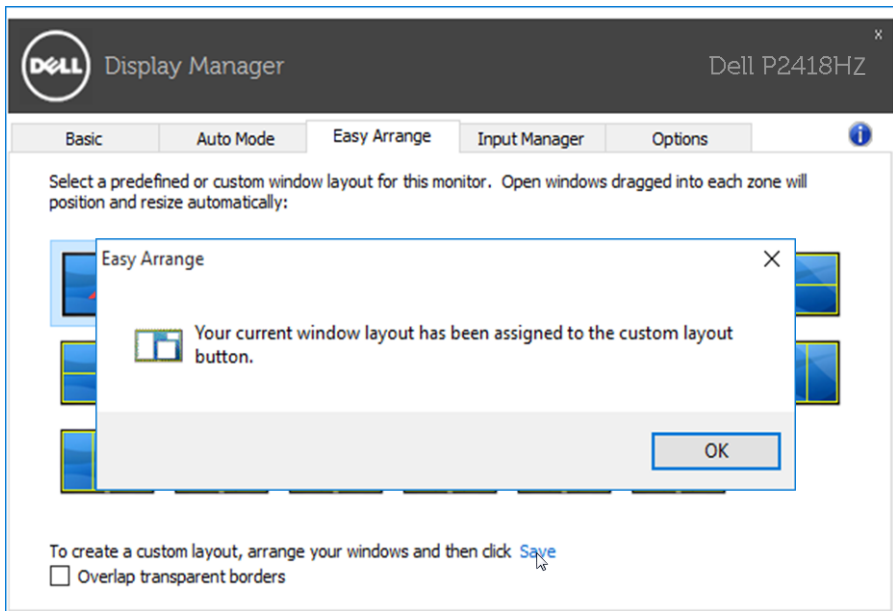 DELL Display Manager
x
Dell P2418HZ
Basic Auto Mode Easy Arrange Input Manager Options
Select a predefined or custom window layout for this monitor. Open windows dragged into each zone will
position and resize automatically:
Easy Arrange
Your current window layout has been assigned to the custom layout
button.
OK
To create a custom layout, arrange your windows and then click Save
Overlap transparent borders